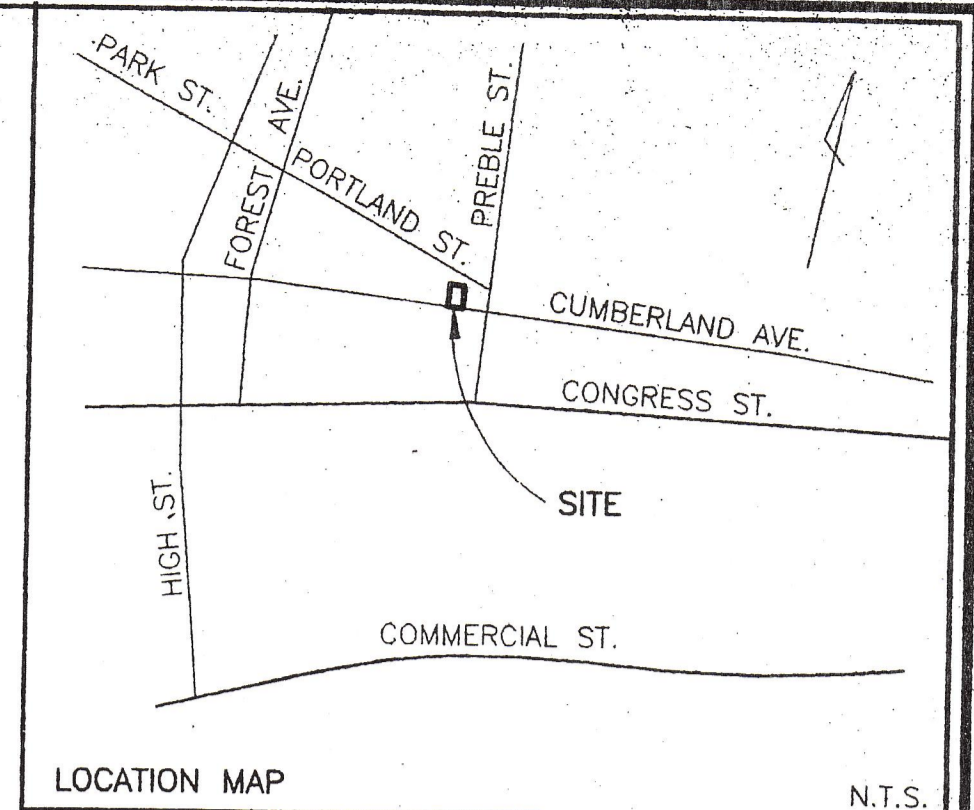 PARK ST.
FOREST AVE.
PORTLAND ST.
PREBLE ST.
CUMBERLAND AVE.
CONGRESS ST.
SITE
HIGH ST.
COMMERCIAL ST.
LOCATION MAP
N.T.S.